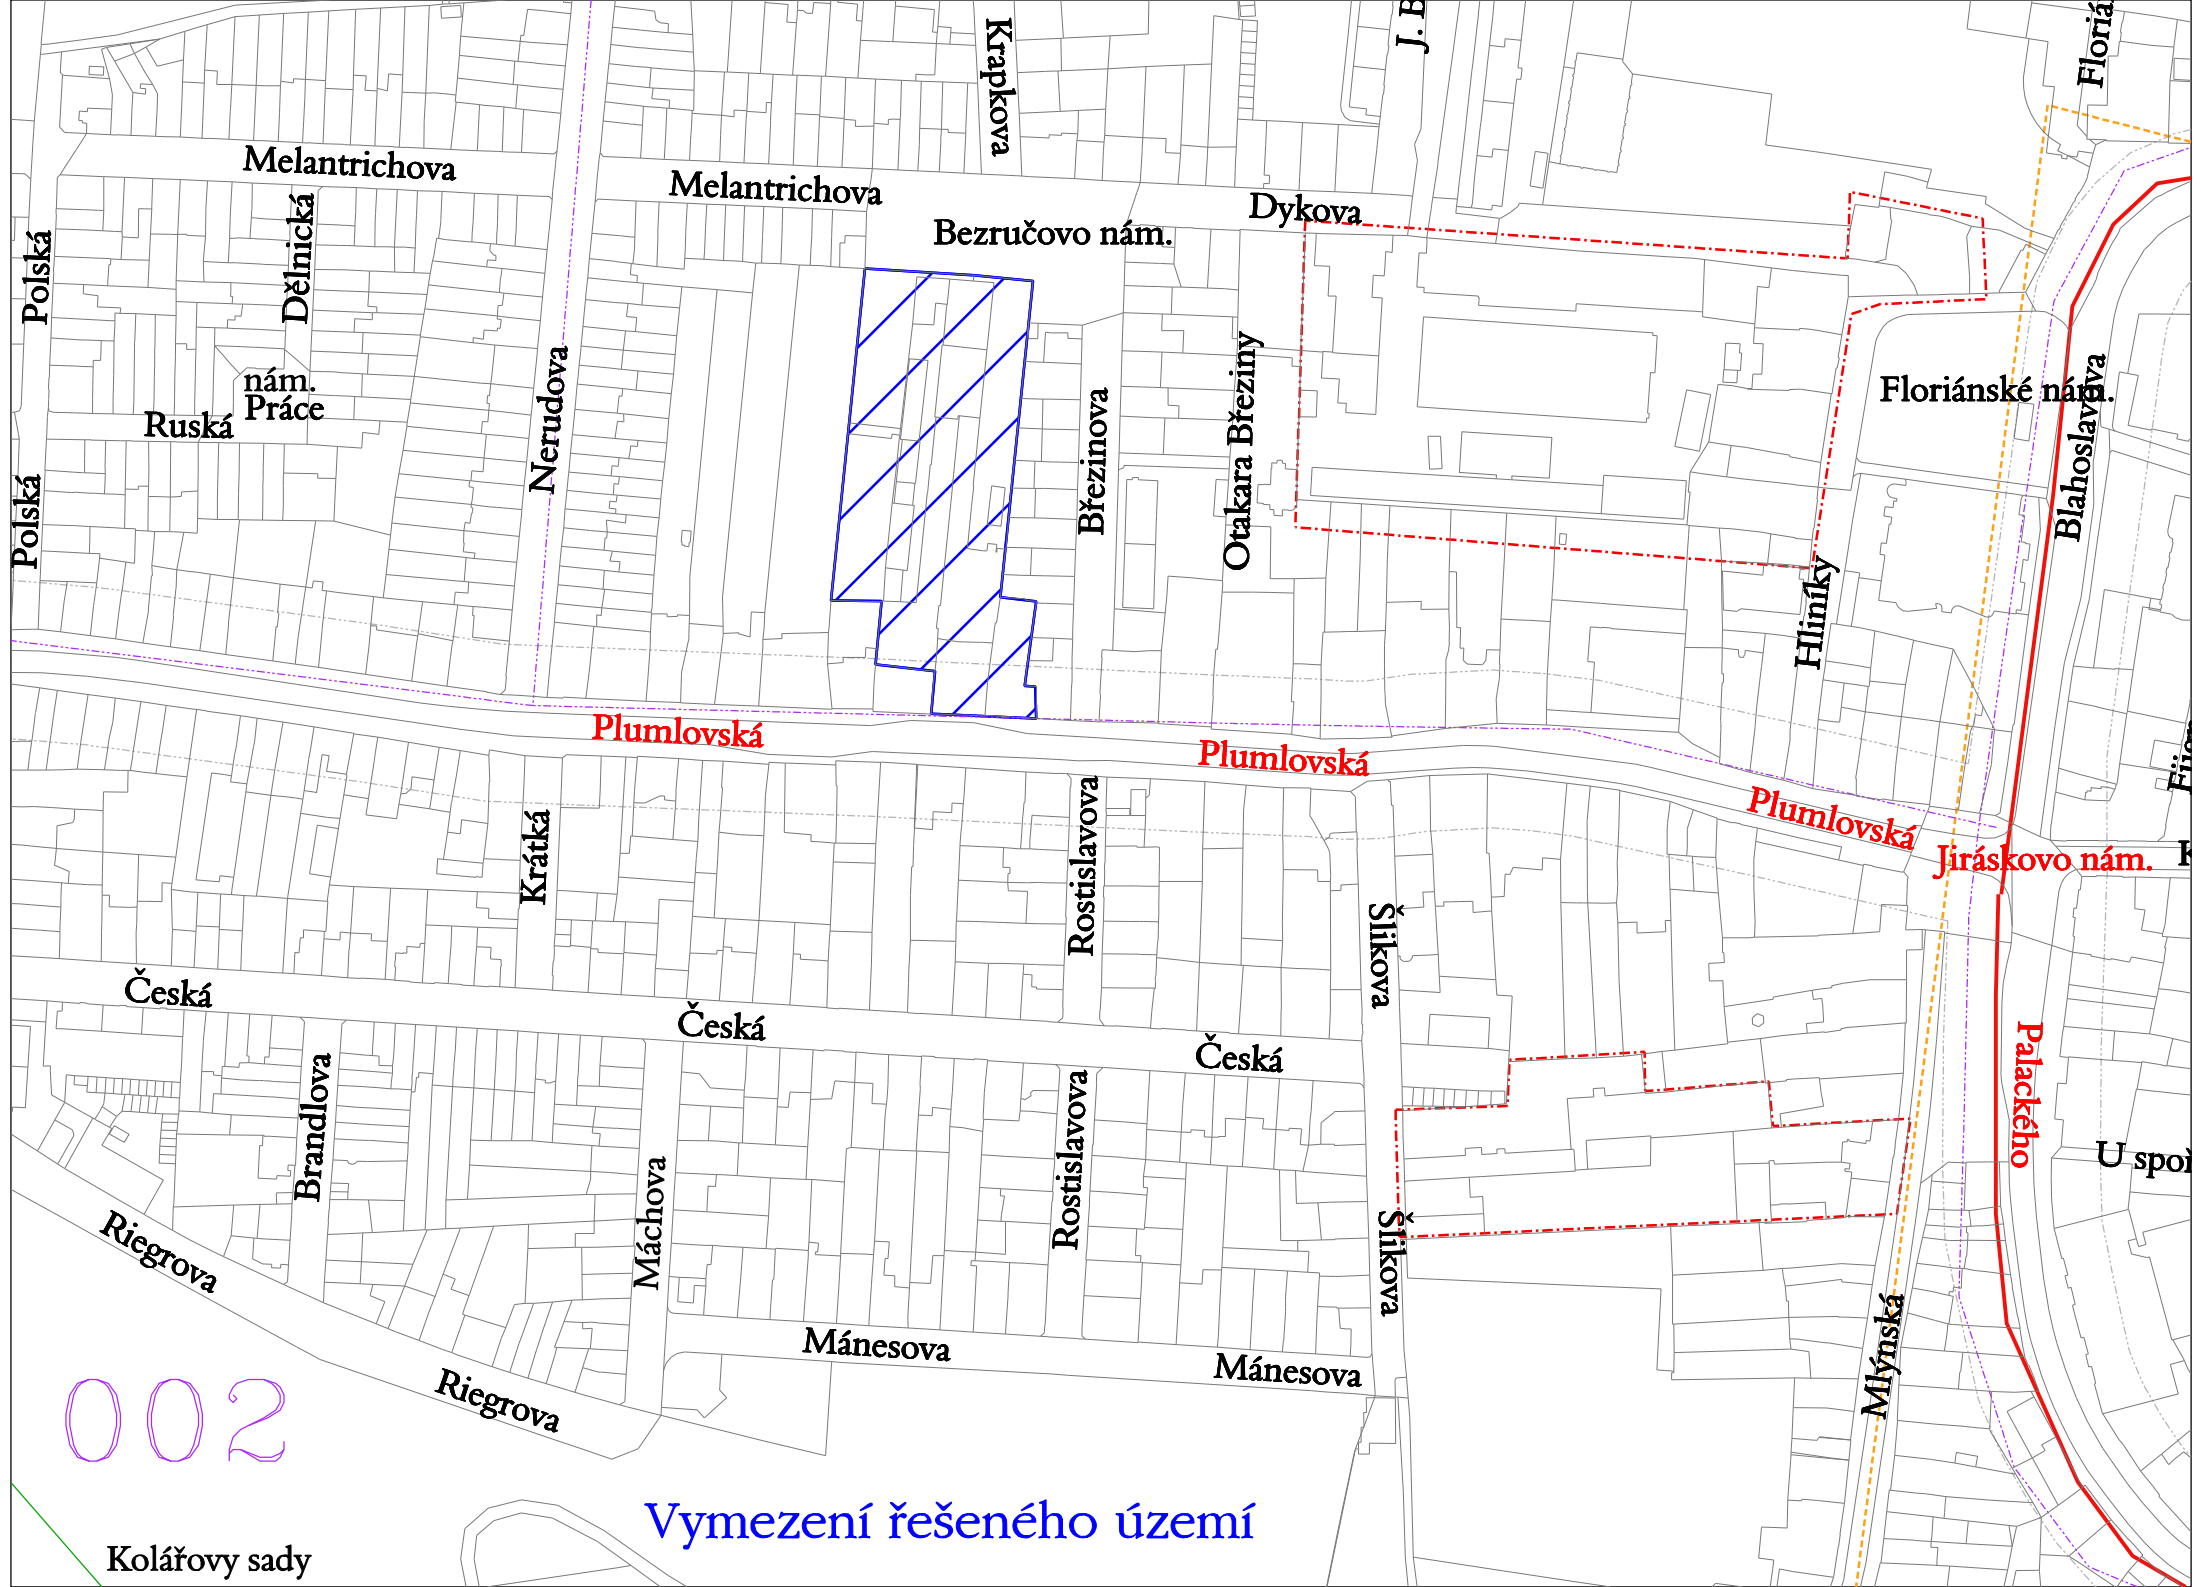 Krapkova
J. B
Floriá
Melantrichova
Melantrichova
Dykova
Bezručovo nám.
Polská
Dělnická
nám.
Práce
Ruská
Nerudova
Březinova
Otakara Březiny
Floriánské nám.
Blahoslavova
Polská
Hliníky
Plumlovská
Plumlovská
Plumlovská
Jiráskovo nám.
K
Krátká
Rostislavova
Šlikova
Česká
Česká
Česká
Palackého
Brandlova
Máchova
Rostislavova
U spoř
Šlikova
Riegrova
Mánesova
Mánesova
Mlýnská
Riegrova
002
Vymezení řešeného území
Kolářovy sady